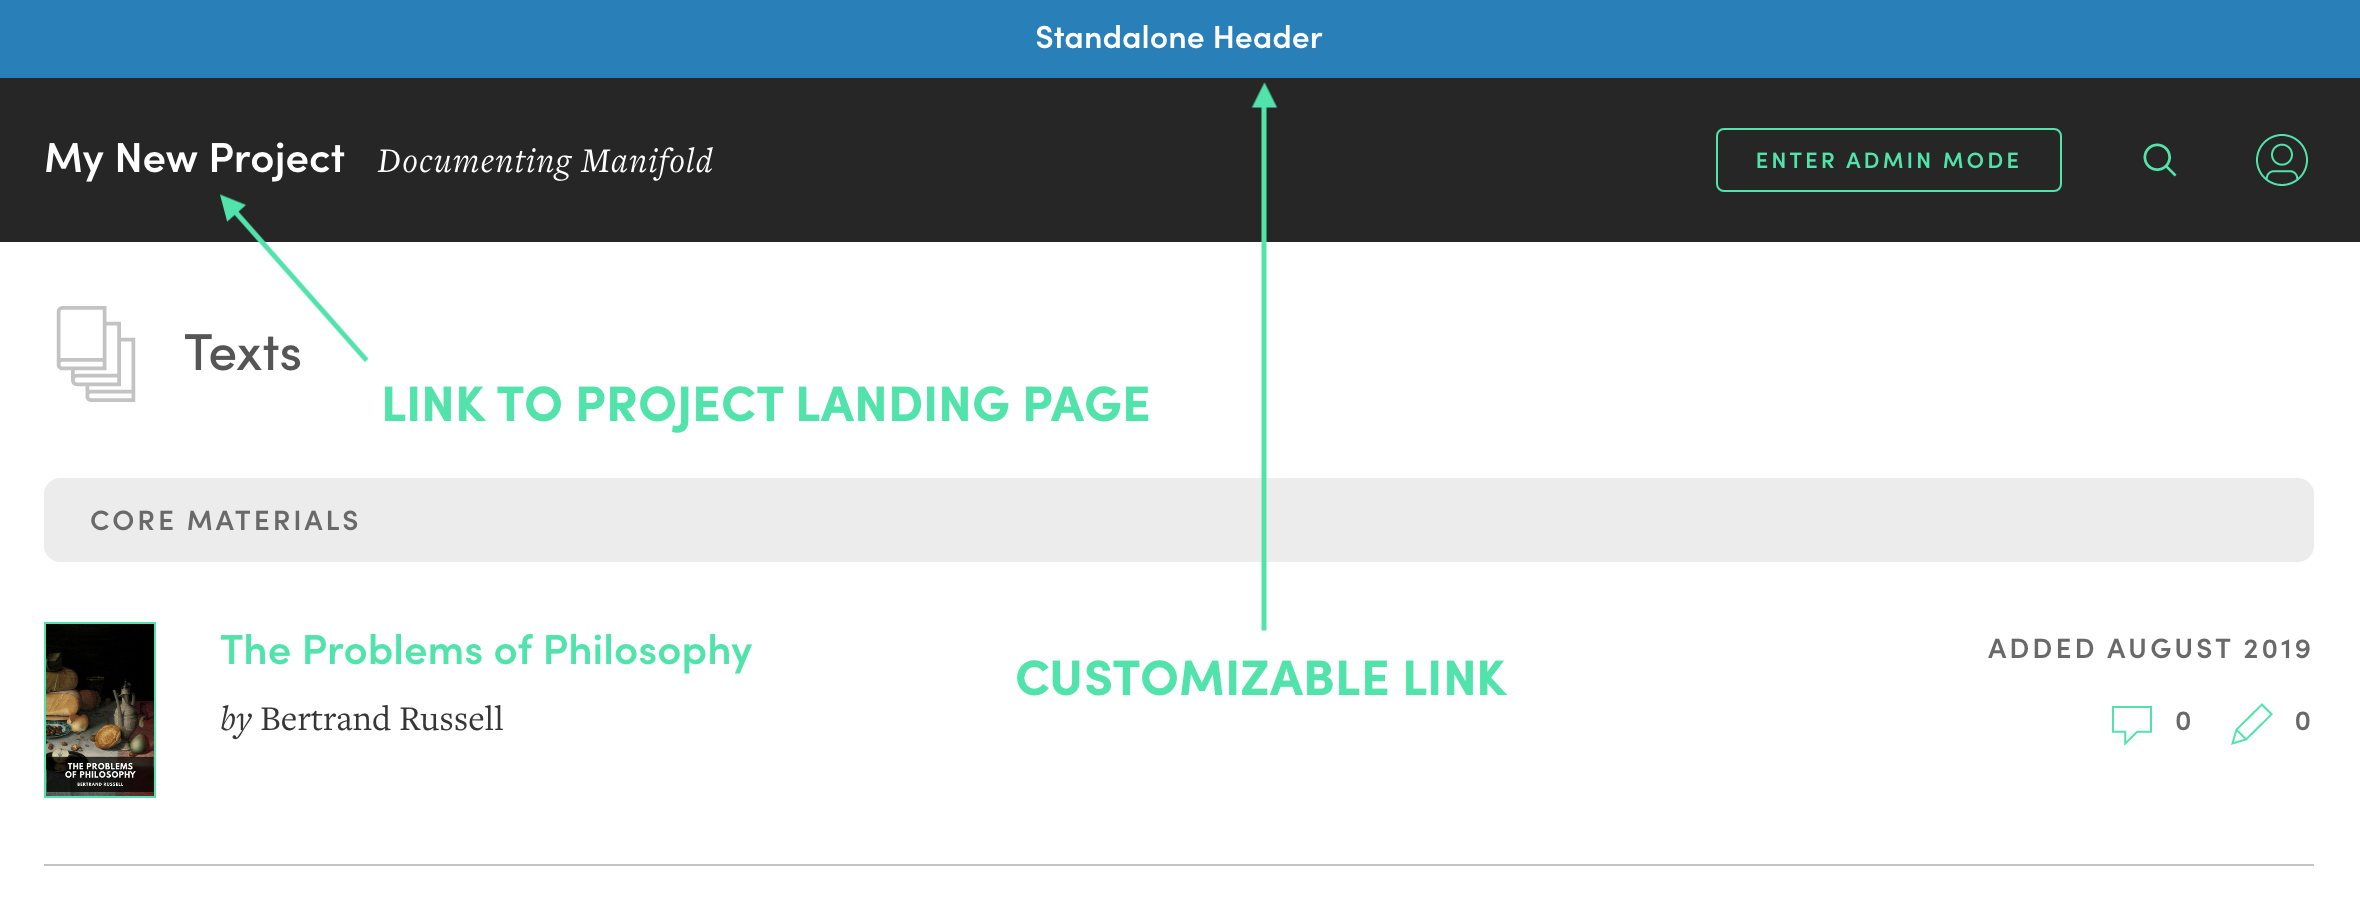 Standalone Header
My New Project Documenting Manifold
ENTER ADMIN MODE
Texts
LINK TO PROJECT LANDING PAGE
CORE MATERIALS
The Problems of Philosophy
ADDED AUGUST 2019
by Bertrand Russell
CUSTOMIZABLE LINK
0 0
THE PROBLEMS
OF PHILOSOPHY
BERTRAND RUSSELL